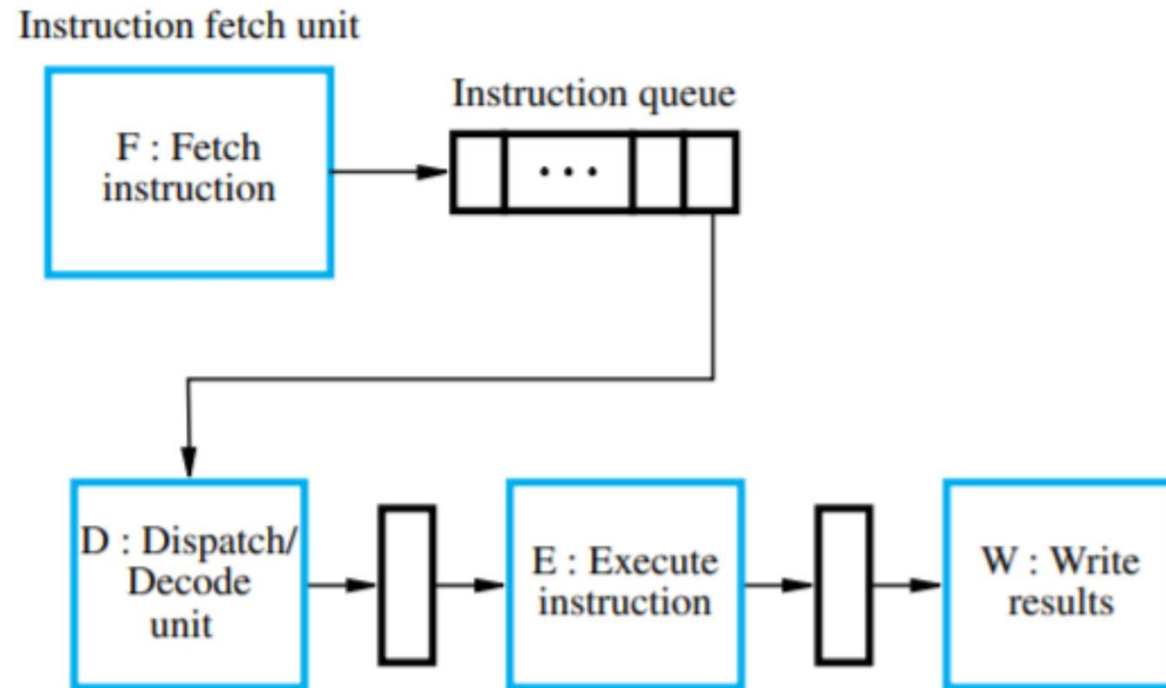 Instruction fetch unit
F : Fetch
instruction
Instruction queue
. . .
D : Dispatch/
Decode
unit
E : Execute
instruction
W : Write
results